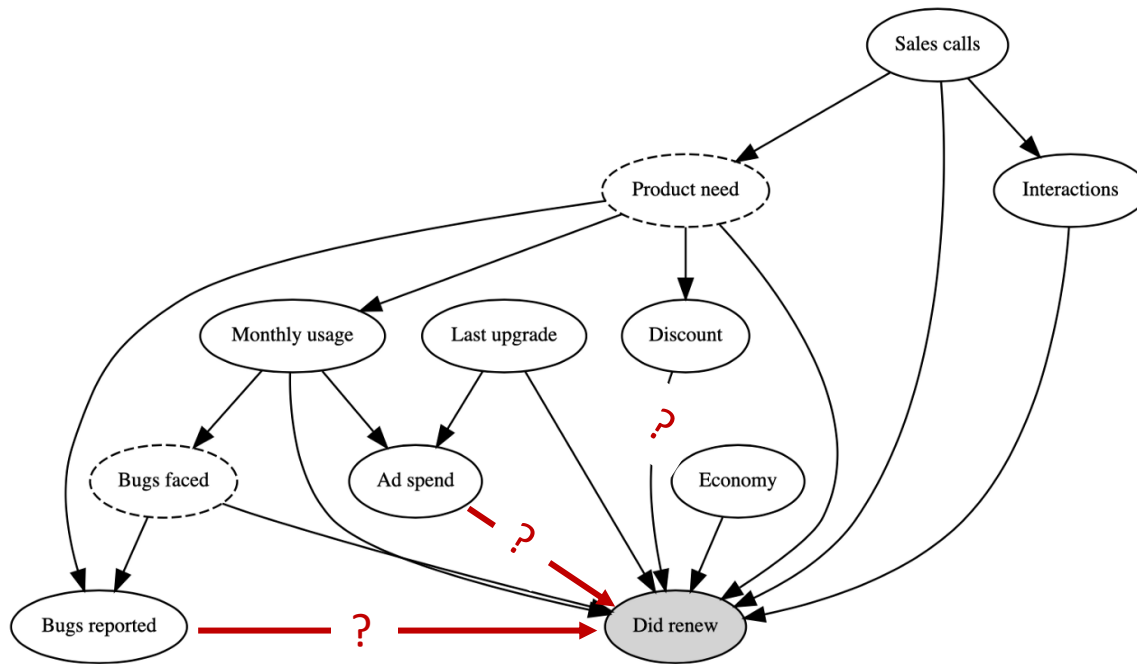 Sales calls
Product need
Interactions
Monthly usage
Last upgrade
Discount
?
Bugs faced
Ad spend
Economy
?
Bugs reported
?
Did renew